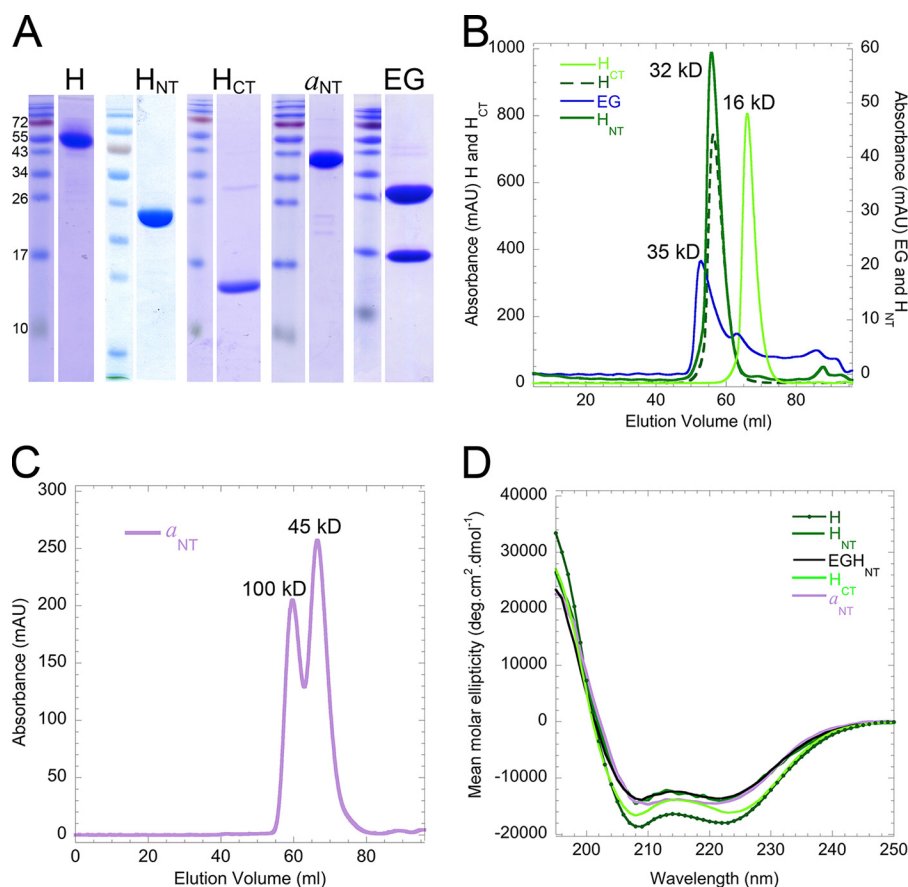 A
H
HNT
HCT
aNT
EG
72
55
43
34
26
17
10
B
1000
800
600
400
200
0
Absorbance (mAU) H and HCT
60
50
40
30
20
10
0
Absorbance (mAU) EG and HNT
HCT
H
EG
HNT
32 kD
16 kD
35 kD
20
40
60
80
Elution Volume (ml)
C
300
250
200
150
100
50
0
Absorbance (mAU)
aNT
100 kD
45 kD
0
20
40
60
80
Elution Volume (ml)
D
40000
30000
20000
10000
0
-10000
-20000
Mean molar ellipticity (deg.cm².dmol⁻¹)
H
HNT
EGHNT
HCT
aNT
200
210
220
230
240
250
Wavelength (nm)